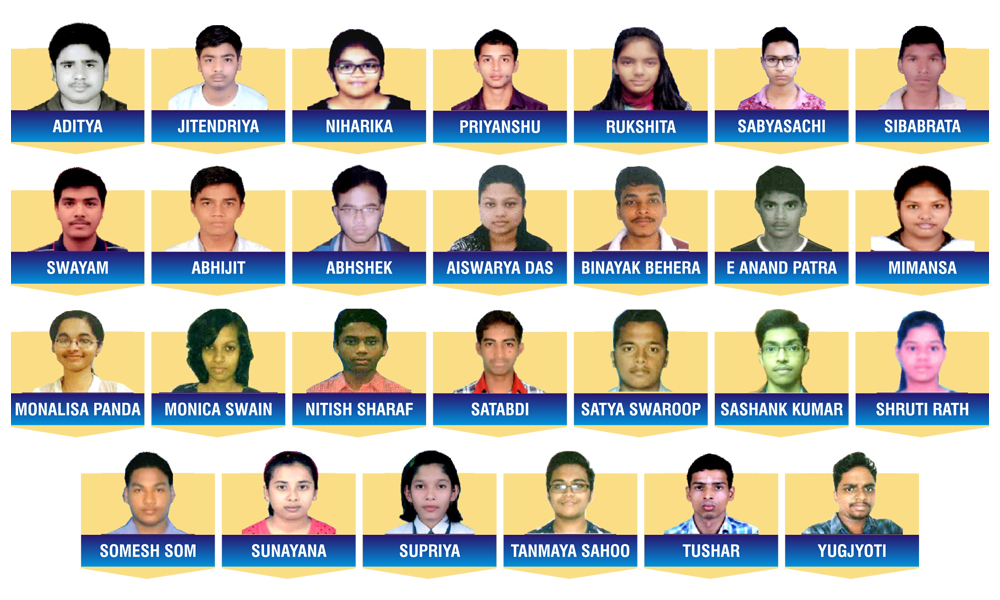 ADITYA
JITENDRIYA
NIHARIKA
PRIYANSHU
RUKSHITA
SABYASACHI
SIBABRATA
SWAYAM
ABHIJIT
ABHSHEK
AISWARYA DAS
BINAYAK BEHERA
E ANAND PATRA
MIMANSA
MONALISA PANDA
MONICA SWAIN
NITISH SHARAF
SATABDI
SATYA SWAROOP
SASHANK KUMAR
SHRUTI RATH
SOMESH SOM
SUNAYANA
SUPRIYA
TANMAYA SAHOO
TUSHAR
YUGJYOTI